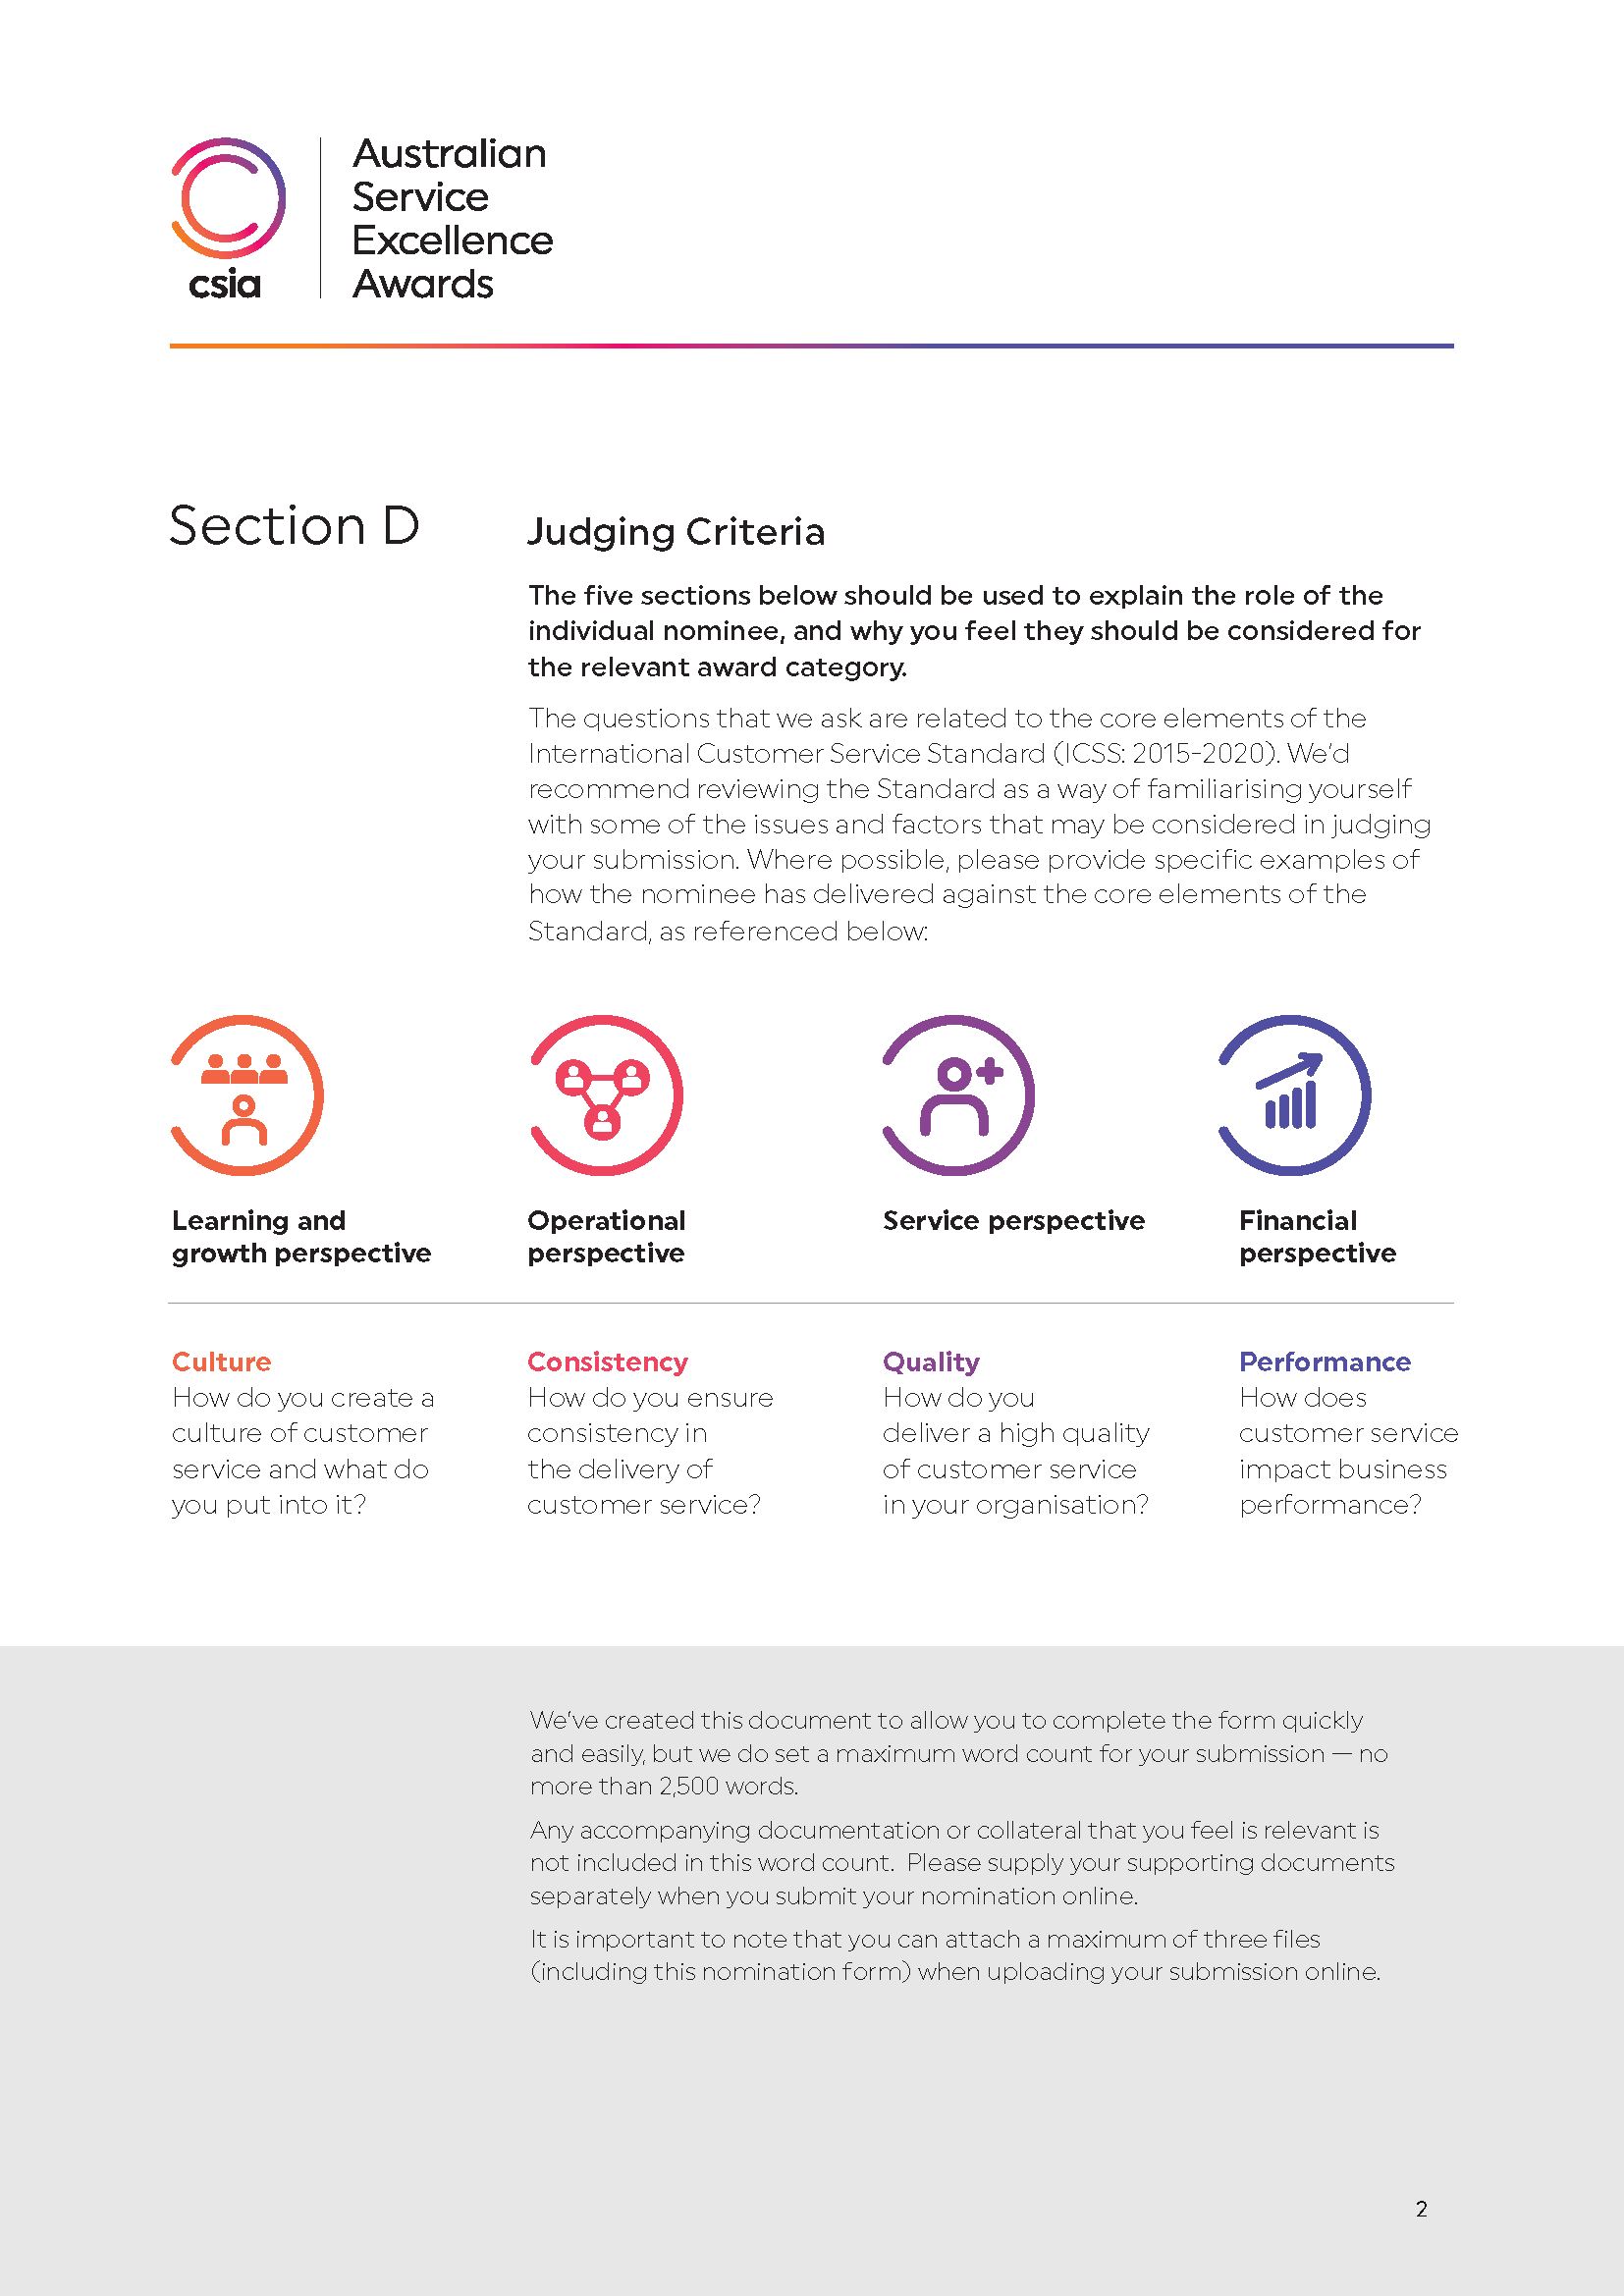 csia
Australian
Service
Excellence
Awards
Section D
Judging Criteria
The five sections below should be used to explain the role of the
individual nominee, and why you feel they should be considered for
the relevant award category.
The questions that we ask are related to the core elements of the
International Customer Service Standard (ICSS: 2015-2020). We’d
recommend reviewing the Standard as a way of familiarising yourself
with some of the issues and factors that may be considered in judging
your submission. Where possible, please provide specific examples of
how the nominee has delivered against the core elements of the
Standard, as referenced below:
Learning and
growth perspective
Operational
perspective
Service perspective
Financial
perspective
Culture
How do you create a
culture of customer
service and what do
you put into it?
Consistency
How do you ensure
consistency in
the delivery of
customer service?
Quality
How do you
deliver a high quality
of customer service
in your organisation?
Performance
How does
customer service
impact business
performance?
We’ve created this document to allow you to complete the form quickly
and easily, but we do set a maximum word count for your submission — no
more than 2,500 words.
Any accompanying documentation or collateral that you feel is relevant is
not included in this word count.  Please supply your supporting documents
separately when you submit your nomination online.
It is important to note that you can attach a maximum of three files
(including this nomination form) when uploading your submission online.
2